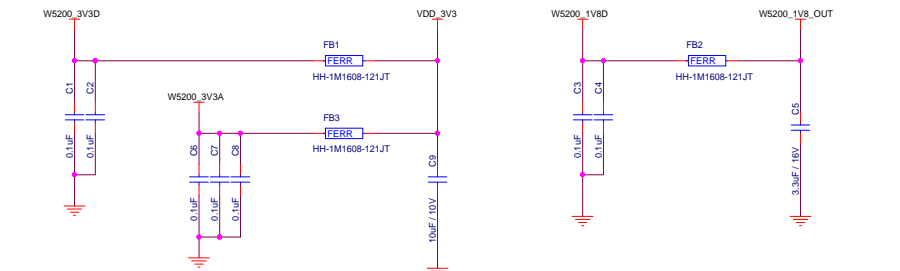 W5200_3V3D
VDD_3V3
W5200_1V8D
W5200_1V8_OUT
FB1
FERR
HH-1M1608-121JT
FB2
FERR
HH-1M1608-121JT
C1
C2
0.1uF
0.1uF
W5200_3V3A
FB3
FERR
HH-1M1608-121JT
C3
C4
0.1uF
0.1uF
C5
3.3uF / 16V
C6
C7
C8
0.1uF
0.1uF
0.1uF
C9
10uF / 10V